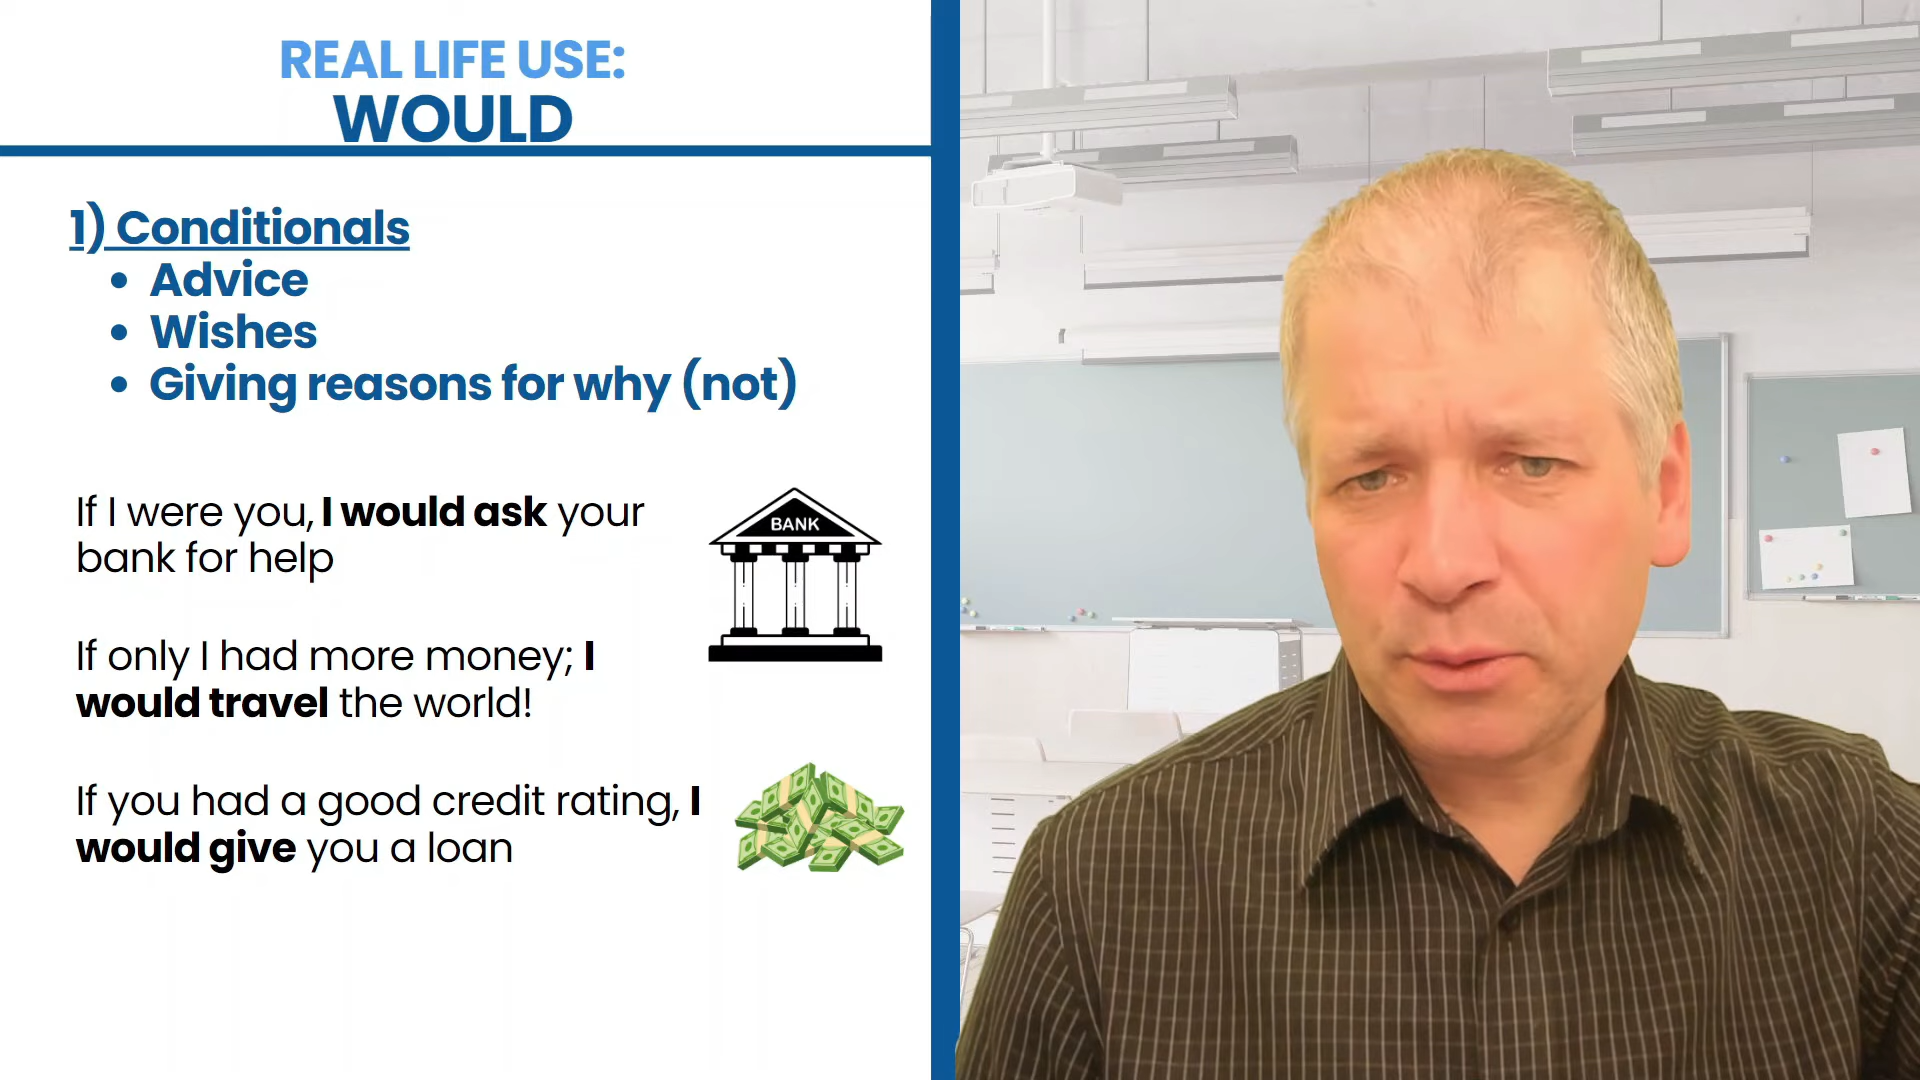 REAL LIFE USE:
WOULD
1) Conditionals
• Advice
• Wishes
• Giving reasons for why (not)
If I were you, I would ask your
bank for help
BANK
If only I had more money; I
would travel the world!
If you had a good credit rating, I
would give you a loan